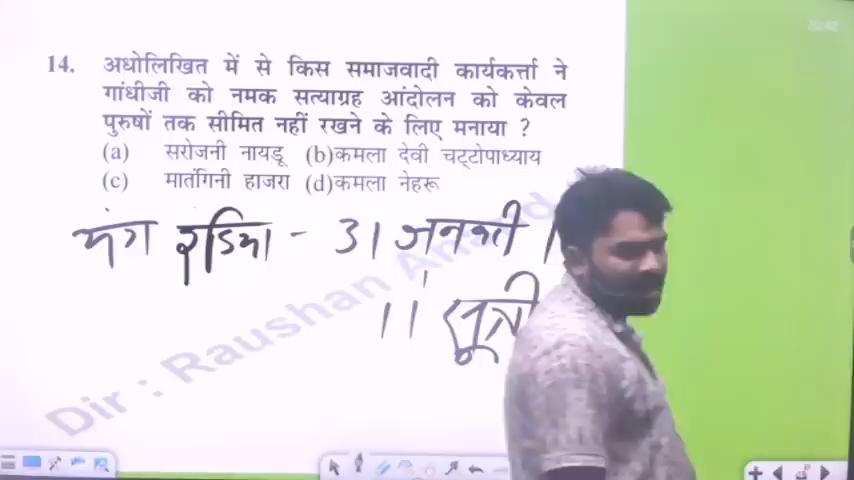 14. अधोलिखित में से किस समाजवादी कार्यकर्त्ता ने
गांधीजी को नमक सत्याग्रह आंदोलन को केवल
पुरुषों तक सीमित नहीं रखने के लिए मनाया ?
(a) सरोजनी नायडू (b)कमला देवी चट्टोपाध्याय
(c) मातंगिनी हाजरा (d)कमला नेहरू
यंग इंडिया - 31 जनवरी
11 सूत्री
Dir : Raushan Anand